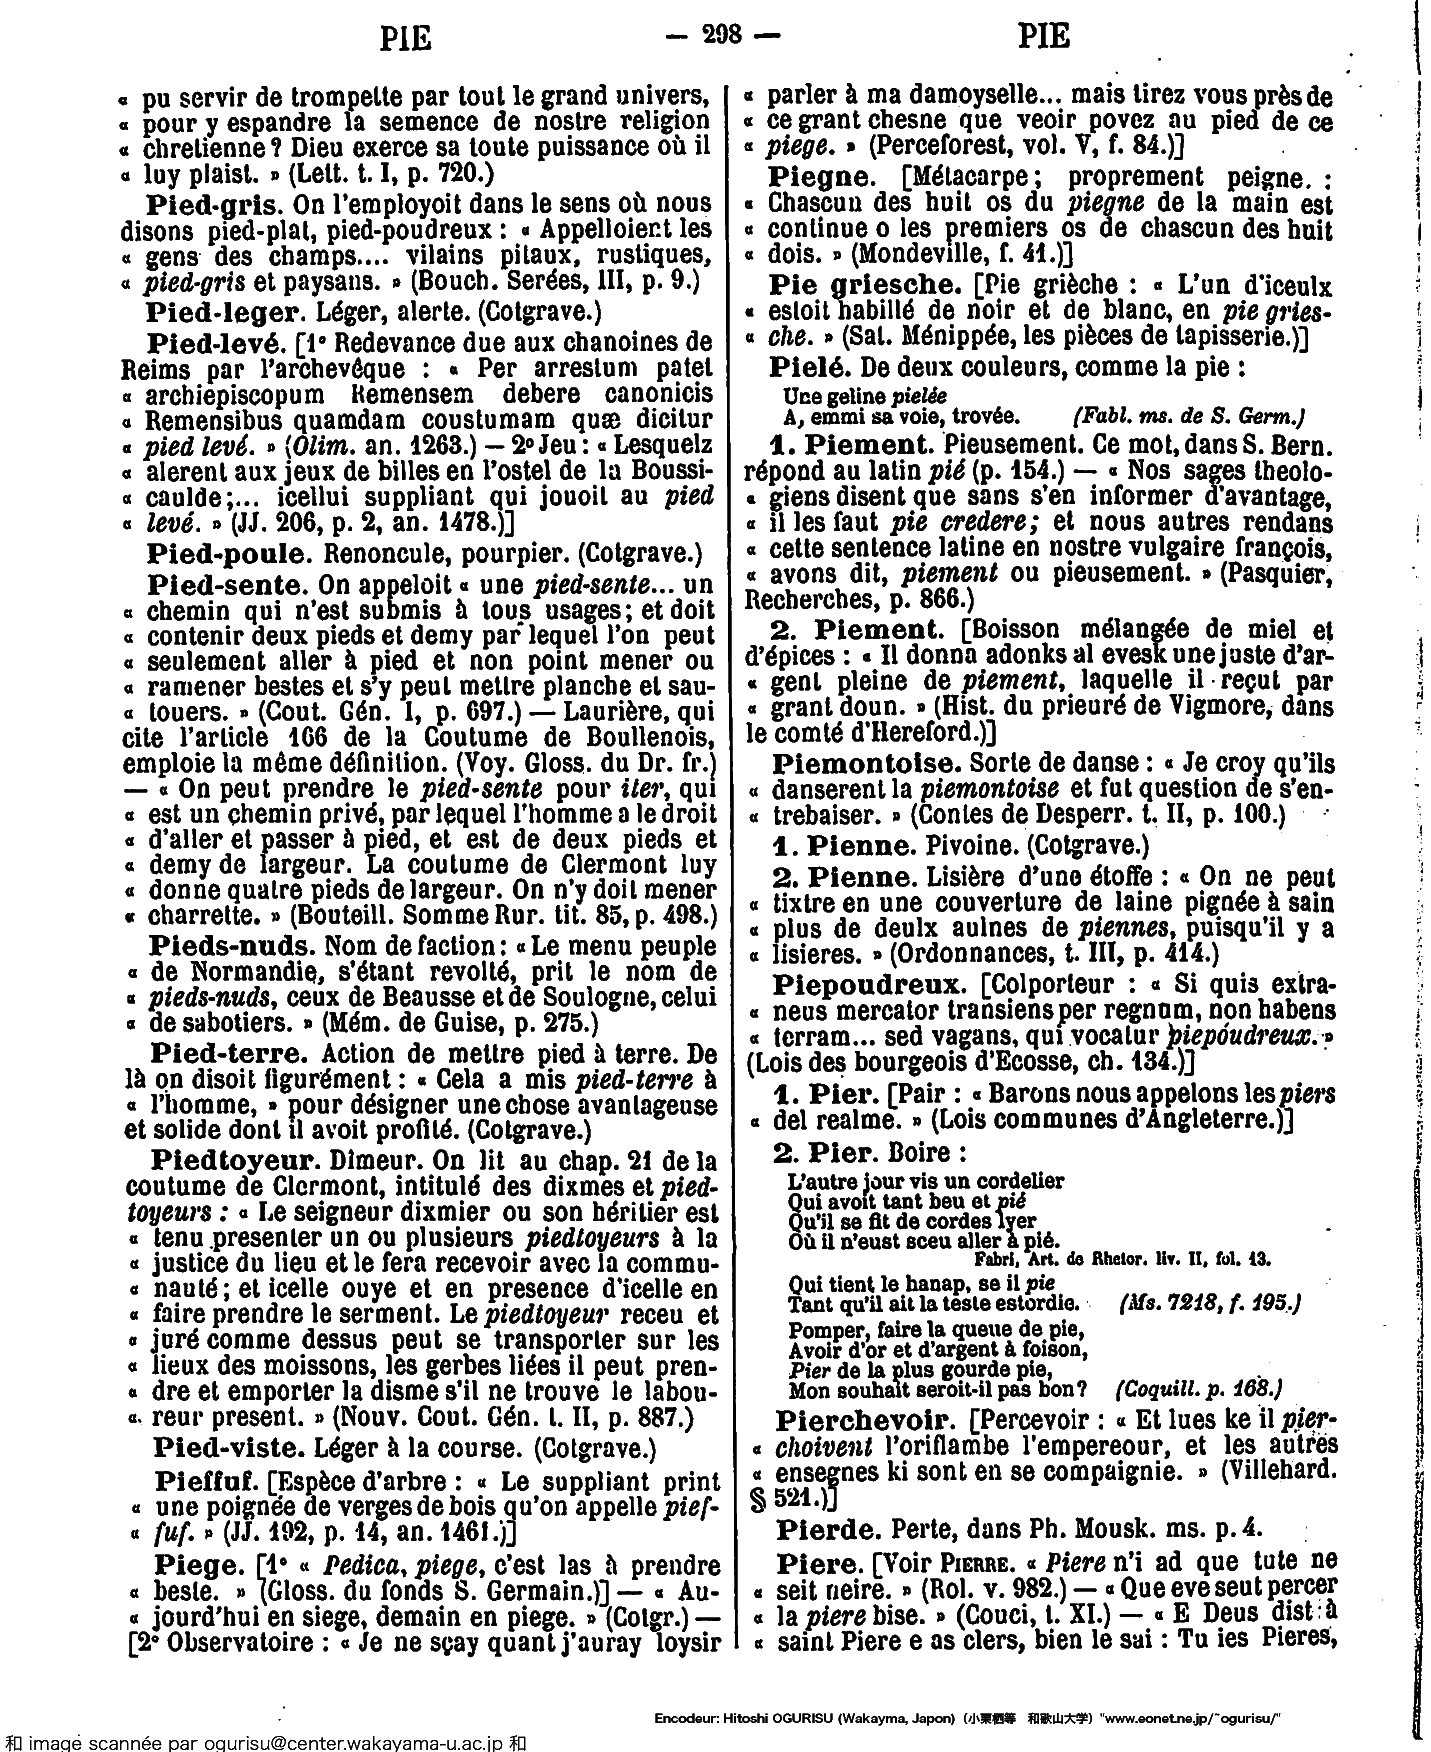 PIE — 298 — PIE
« pu servir de trompette par tout le grand univers,
« pour y espandre la semence de nostre religion
« chretienne ? Dieu exerce sa toute puissance où il
« luy plaist. » (Lett. t. I, p. 720.)
Pied-gris. On l'employoit dans le sens où nous
disons pied-plat, pied-poudreux : « Appelloient les
« gens des champs.... vilains pitaux, rustiques,
« pied-gris et paysans. » (Bouch. Serées, III, p. 9.)
Pied-leger. Léger, alerte. (Cotgrave.)
Pied-levé. [1º Redevance due aux chanoines de
Reims par l'archevêque : « Per arrestum patet
« archiepiscopum Remensem debere canonicis
« Remensibus quamdam coustumam quæ dicitur
« pied levé. » (Olim. an. 1263.) — 2º Jeu : « Lesquelz
« alerent aux jeux de billes en l'ostel de la Boussi-
« caulde ;... icellui suppliant qui jouoit au pied
« levé. » (JJ. 206, p. 2, an. 1478.)]
Pied-poule. Renoncule, pourpier. (Cotgrave.)
Pied-sente. On appeloit « une pied-sente... un
« chemin qui n'est submis à tous usages ; et doit
« contenir deux pieds et demy par lequel l'on peut
« seulement aller à pied et non point mener ou
« ramener bestes et s'y peut mettre planche et sau-
« touers. » (Cout. Gén. I, p. 697.) — Laurière, qui
cite l'article 166 de la Coutume de Boullenois,
emploie la même définition. (Voy. Gloss. du Dr. fr.)
— « On peut prendre le pied-sente pour iter, qui
« est un chemin privé, par lequel l'homme a le droit
« d'aller et passer à pied, et est de deux pieds et
« demy de largeur. La coutume de Clermont luy
« donne quatre pieds de largeur. On n'y doit mener
« charrette. » (Bouteill. Somme Rur. tit. 85, p. 498.)
Pieds-nuds. Nom de faction : « Le menu peuple
« de Normandie, s'étant revolté, prit le nom de
« pieds-nuds, ceux de Beausse et de Soulogne, celui
« de sabotiers. » (Mém. de Guise, p. 275.)
Pied-terre. Action de mettre pied à terre. De
là on disoit figurément : « Cela a mis pied-terre à
« l'homme, » pour désigner une chose avantageuse
et solide dont il avoit profité. (Cotgrave.)
Piedtoyeur. Dîmeur. On lit au chap. 21 de la
coutume de Clermont, intitulé des dixmes et pied-
toyeurs : « Le seigneur dixmier ou son héritier est
« tenu presenter un ou plusieurs piedtoyeurs à la
« justice du lieu et le fera recevoir avec la commu-
« nauté ; et icelle ouye et en presence d'icelle en
« faire prendre le serment. Le piedtoyeur receu et
« juré comme dessus peut se transporter sur les
« lieux des moissons, les gerbes liées il peut pren-
« dre et emporter la disme s'il ne trouve le labou-
« reur present. » (Nouv. Cout. Gén. t. II, p. 887.)
Pied-viste. Léger à la course. (Cotgrave.)
Pieffuf. [Espèce d'arbre : « Le suppliant print
« une poignée de verges de bois qu'on appelle pief-
« fuf. » (JJ. 192, p. 14, an. 1461.)]
Piege. [1º « Pedica, piege, c'est las à prendre
« beste. » (Gloss. du fonds S. Germain.)] — « Au-
« jourd'hui en siege, demain en piege. » (Cotgr.) —
[2º Observatoire : « Je ne sçay quant j'auray loysir
« parler à ma damoyselle... mais tirez vous près de
« ce grant chesne que veoir povez au pied de ce
« piege. » (Perceforest, vol. V, f. 84.)]
Piegne. [Métacarpe ; proprement peigne. :
« Chascun des huit os du piegne de la main est
« continue o les premiers os de chascun des huit
« dois. » (Mondeville, f. 41.)]
Pie griesche. [Pie grièche : « L'un d'iceulx
« estoit habillé de noir et de blanc, en pie gries-
« che. » (Sat. Ménippée, les pièces de tapisserie.)]
Pielé. De deux couleurs, comme la pie :
Une geline pielée
A, emmi sa voie, trovée. (Fabl. ms. de S. Germ.)
1. Piement. Pieusement. Ce mot, dans S. Bern.
répond au latin pié (p. 154.) — « Nos sages theolo-
« giens disent que sans s'en informer d'avantage,
« il les faut pie credere ; et nous autres rendans
« cette sentence latine en nostre vulgaire françois,
« avons dit, piement ou pieusement. » (Pasquier,
Recherches, p. 866.)
2. Piement. [Boisson mélangée de miel et
d'épices : « Il donna adonks al evesk une juste d'ar-
« gent pleine de piement, laquelle il reçut par
« grant doun. » (Hist. du prieuré de Vigmore, dans
le comté d'Hereford.)]
Piemontoise. Sorte de danse : « Je croy qu'ils
« danserent la piemontoise et fut question de s'en-
« trebaiser. » (Contes de Desperr. t. II, p. 100.)
1. Pienne. Pivoine. (Cotgrave.)
2. Pienne. Lisière d'une étoffe : « On ne peut
« tixtre en une couverture de laine pignée à sain
« plus de deulx aulnes de piennes, puisqu'il y a
« lisieres. » (Ordonnances, t. III, p. 414.)
Piepoudreux. [Colporteur : « Si quis extra-
« neus mercator transiens per regnum, non habens
« terram... sed vagans, qui vocatur piepoudreux. »
(Lois des bourgeois d'Ecosse, ch. 134.)]
1. Pier. [Pair : « Barons nous appelons les piers
« del realme. » (Lois communes d'Angleterre.)]
2. Pier. Boire :
L'autre jour vis un cordelier
Qui avoit tant beu et pié
Qu'il se fit de cordes lyer
Où il n'eust sceu aller à pié.
Fabri, Art. de Rhetor. liv. II, fol. 13.
Qui tient le hanap, se il pie
Tant qu'il ait la teste estordie. (Ms. 7218, f. 195.)
Pomper, faire la queue de pie,
Avoir d'or et d'argent à foison,
Pier de la plus gourde pie,
Mon souhait seroit-il pas bon ? (Coquill. p. 168.)
Pierchevoir. [Percevoir : « Et lues ke il pier-
« choivent l'oriflambe l'empereour, et les autres
« ensegnes ki sont en se compaignie. » (Villehard.
§ 521.)]
Pierde. Perte, dans Ph. Mousk. ms. p. 4.
Piere. [Voir PIERRE. « Piere n'i ad que tute ne
« seit neire. » (Rol. v. 982.) — « Que eve seut percer
« la piere bise. » (Couci, t. XI.) — « E Deus dist à
« saint Piere e as clers, bien le sai : Tu ies Pieres,
Encodeur: Hitoshi OGURISU (Wakayma, Japon) (小栗栖等 和歌山大学) "www.eonet.ne.jp/~ogurisu/"
和 image scannée par ogurisu@center.wakayama-u.ac.jp 和